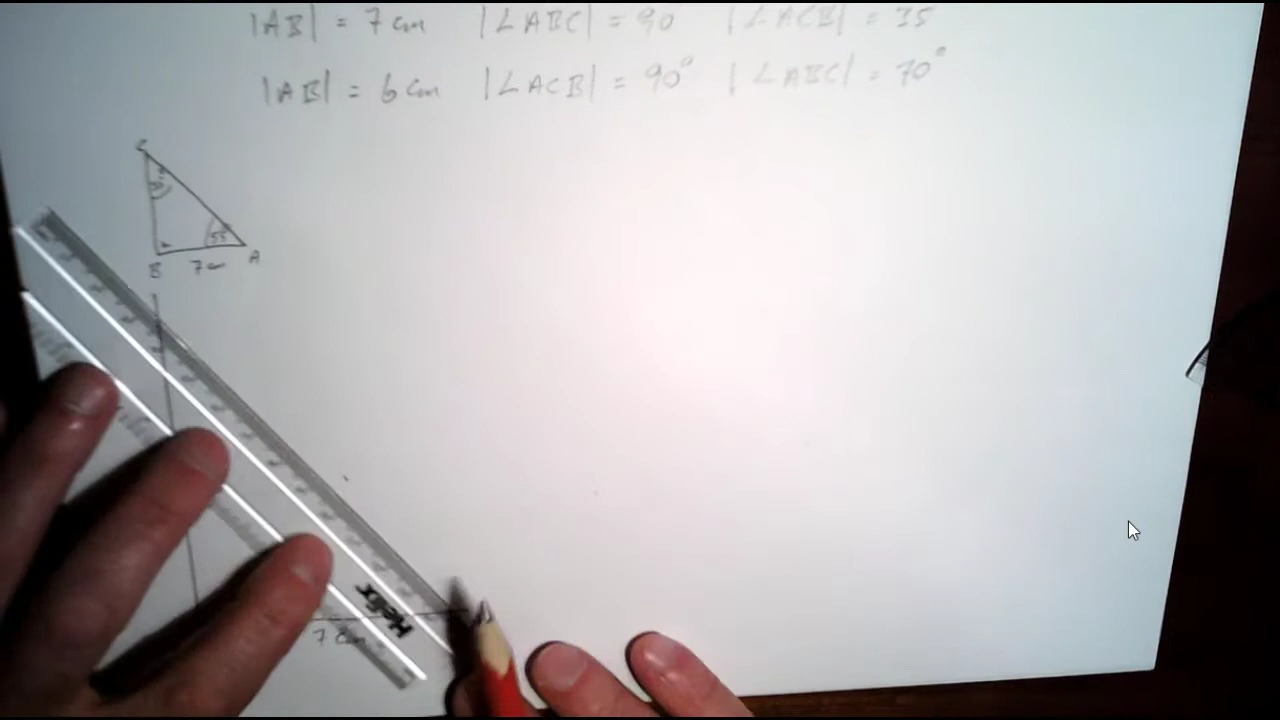 |AB| = 7 cm |∠ABC| = 90 |∠ACB| = 35
|AB| = 6 cm |∠ACB| = 90° |∠ABC| = 70°
C
35°
55
B 7 cm A
7 cm
Helix